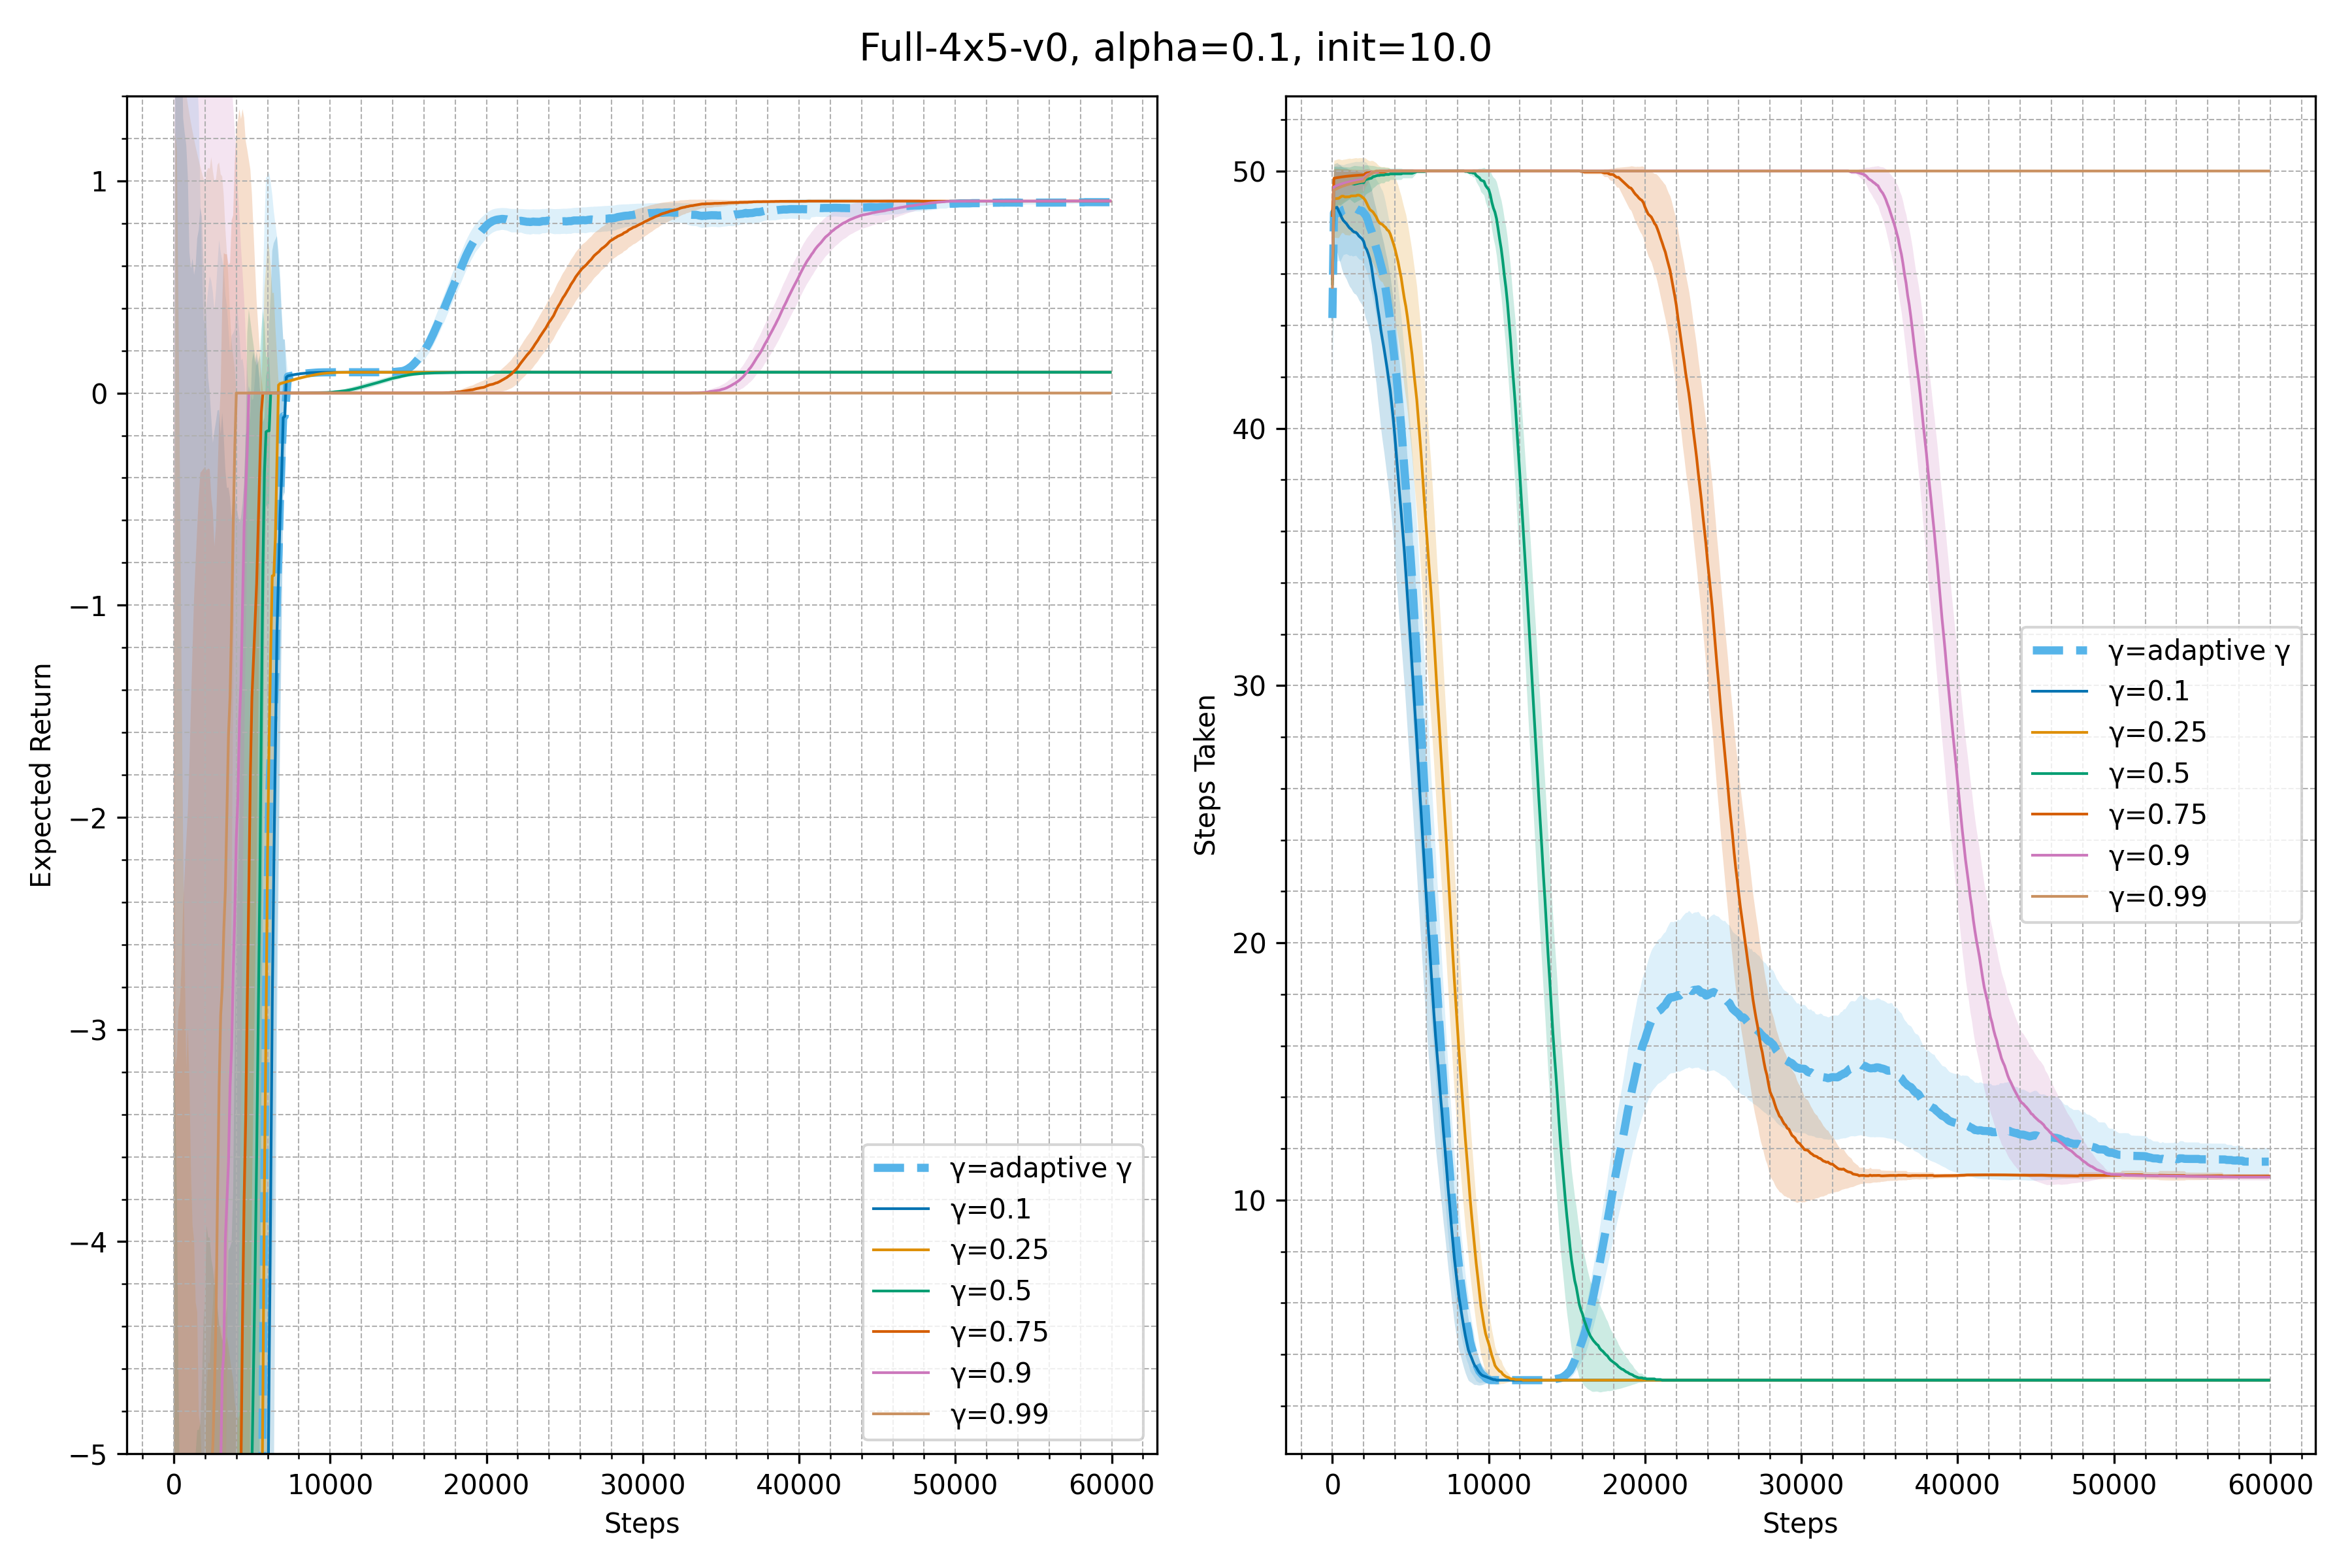 Full-4x5-v0, alpha=0.1, init=10.0
Expected Return
1
0
−1
−2
−3
−4
−5
0
10000
20000
30000
40000
50000
60000
Steps
γ=adaptive γ
γ=0.1
γ=0.25
γ=0.5
γ=0.75
γ=0.9
γ=0.99
Steps Taken
50
40
30
20
10
0
10000
20000
30000
40000
50000
60000
Steps
γ=adaptive γ
γ=0.1
γ=0.25
γ=0.5
γ=0.75
γ=0.9
γ=0.99